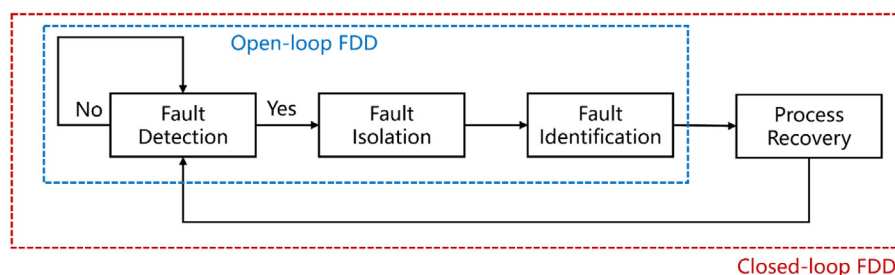 Open-loop FDD
No
Fault
Detection
Yes
Fault
Isolation
Fault
Identification
Process
Recovery
Closed-loop FDD